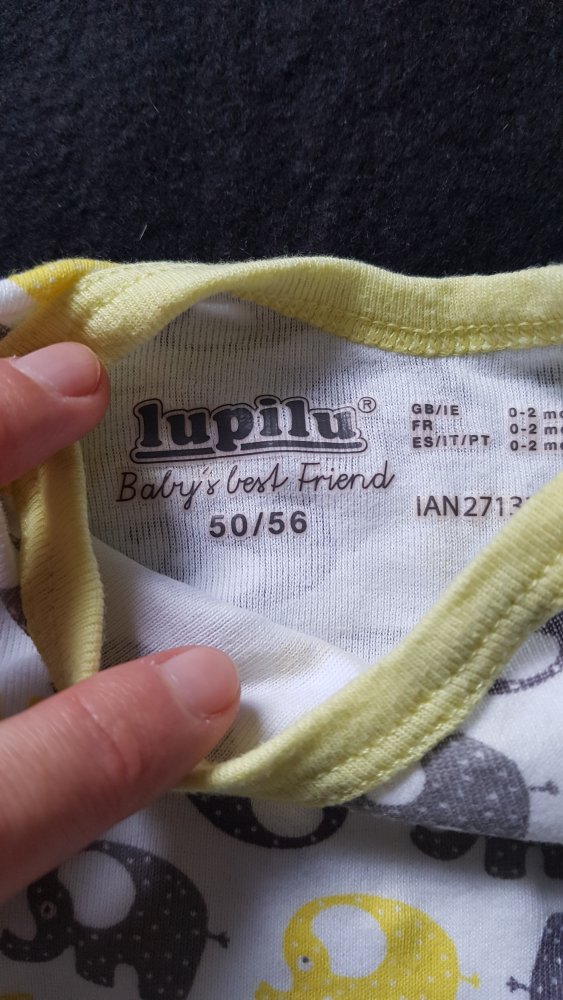 lupilu®
Baby's best Friend
50/56
GB/IE 0-2
FR 0-2
ES/IT/PT 0-2